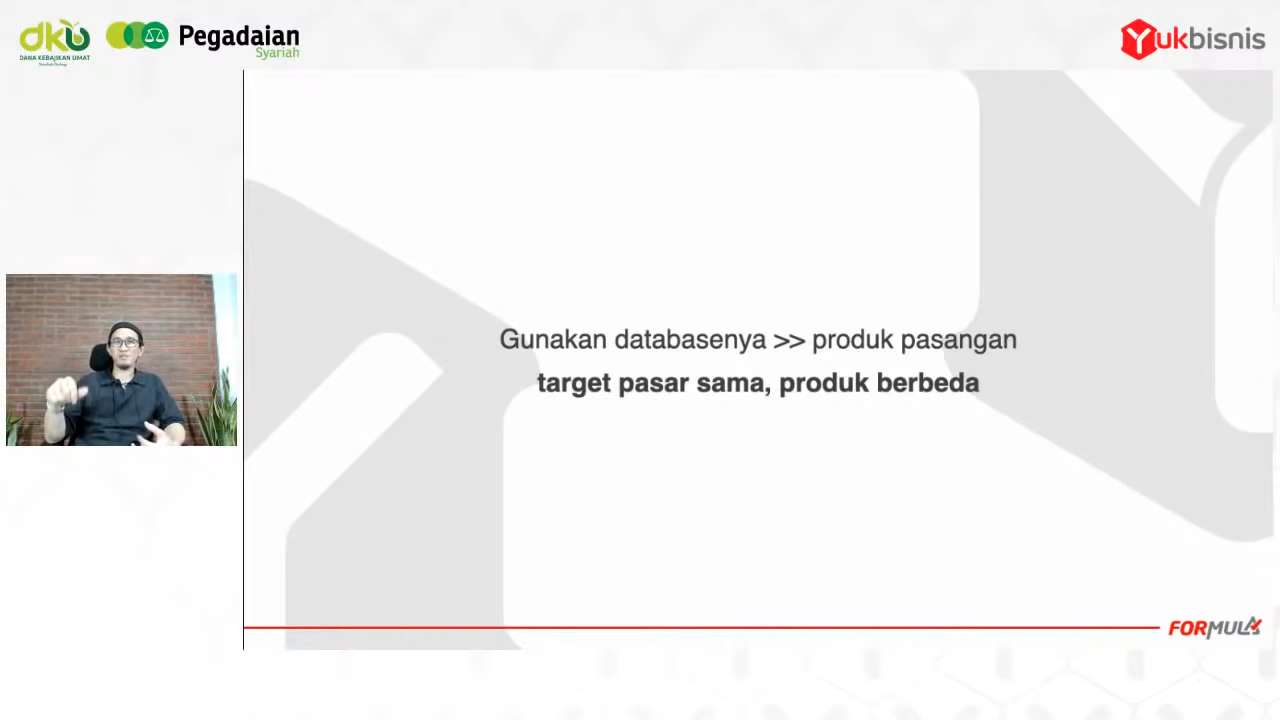 dku
DANA KEBAJIKAN UMAT
Pegadaian
Syariah
Yukbisnis
Gunakan databasenya >> produk pasangan
target pasar sama, produk berbeda
FORMULA